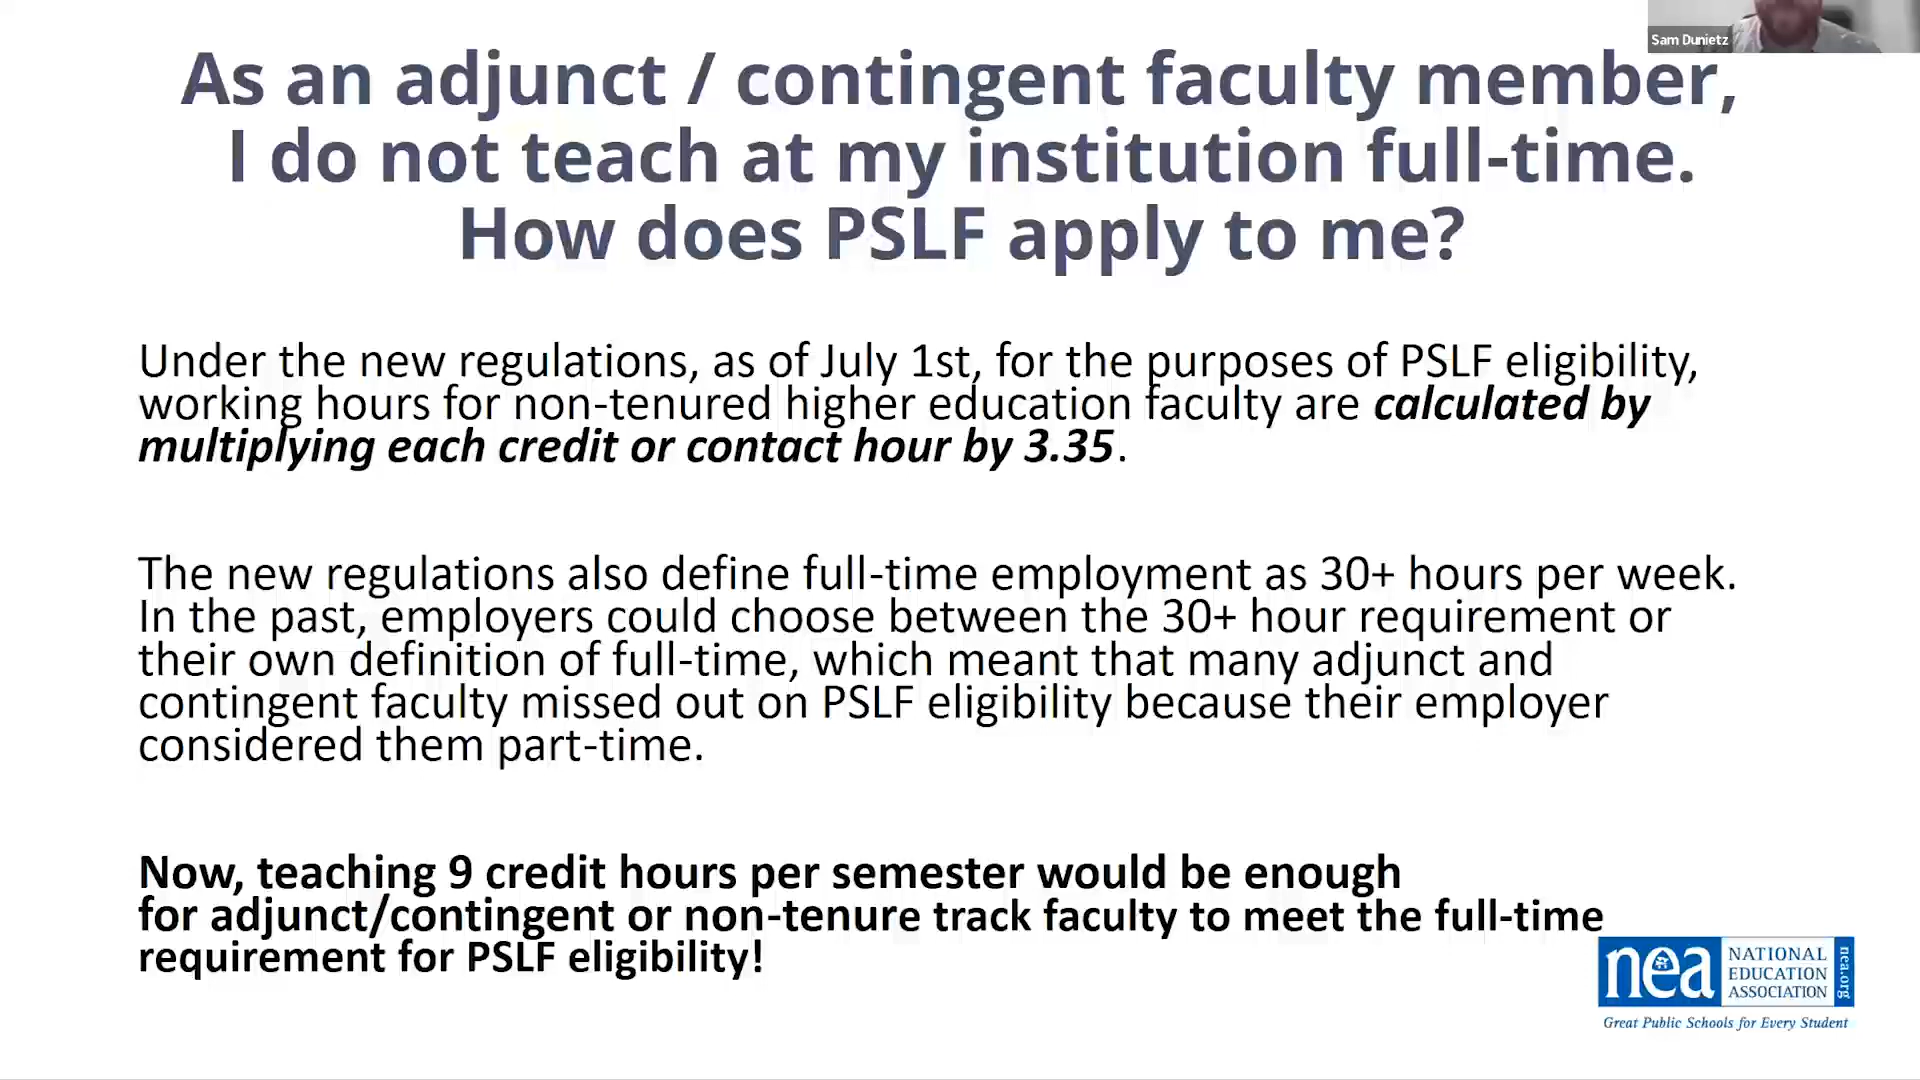 Sam Dunietz
As an adjunct / contingent faculty member,
I do not teach at my institution full-time.
How does PSLF apply to me?
Under the new regulations, as of July 1st, for the purposes of PSLF eligibility,
working hours for non-tenured higher education faculty are calculated by
multiplying each credit or contact hour by 3.35.
The new regulations also define full-time employment as 30+ hours per week.
In the past, employers could choose between the 30+ hour requirement or
their own definition of full-time, which meant that many adjunct and
contingent faculty missed out on PSLF eligibility because their employer
considered them part-time.
Now, teaching 9 credit hours per semester would be enough
for adjunct/contingent or non-tenure track faculty to meet the full-time
requirement for PSLF eligibility!
nea
NATIONAL
EDUCATION
ASSOCIATION
nea.org
Great Public Schools for Every Student